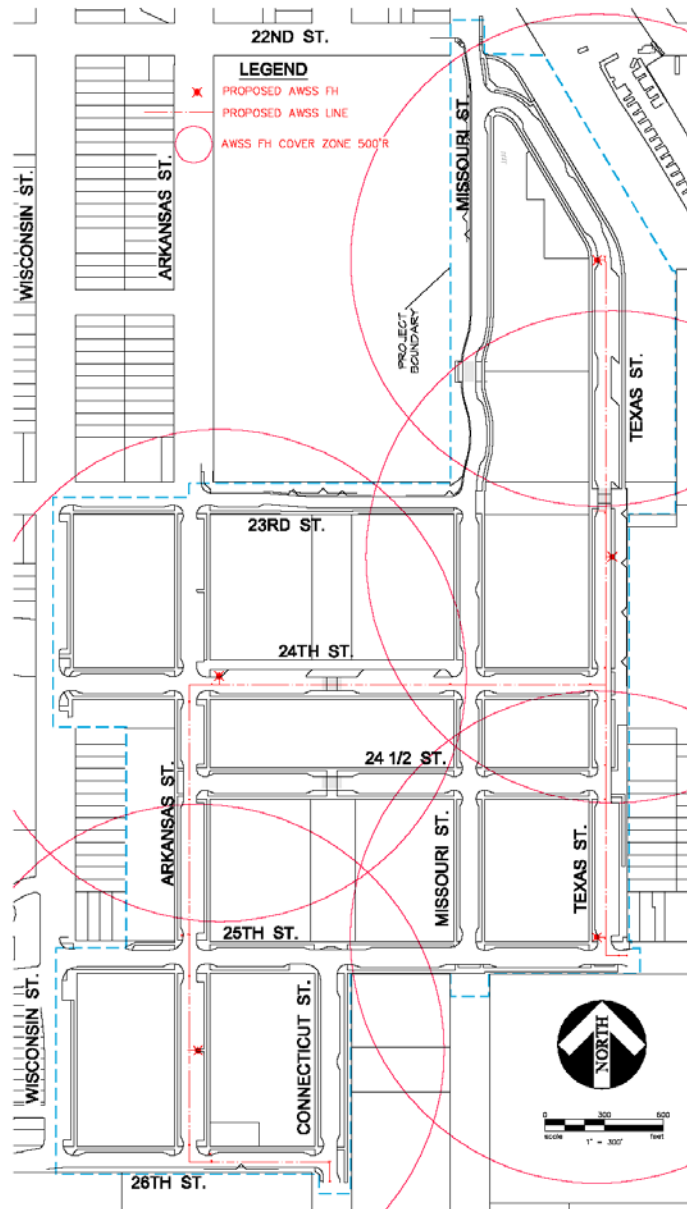 22ND ST.
LEGEND
PROPOSED AWSS FH
PROPOSED AWSS LINE
AWSS FH COVER ZONE 500'R
WISCONSIN ST.
ARKANSAS ST.
MISSOURI ST.
PROJECT
BOUNDARY
TEXAS ST.
23RD ST.
24TH ST.
24 1/2 ST.
ARKANSAS ST.
MISSOURI ST.
TEXAS ST.
25TH ST.
WISCONSIN ST.
CONNECTICUT ST.
NORTH
0 300 600
scale 1" = 300' feet
26TH ST.